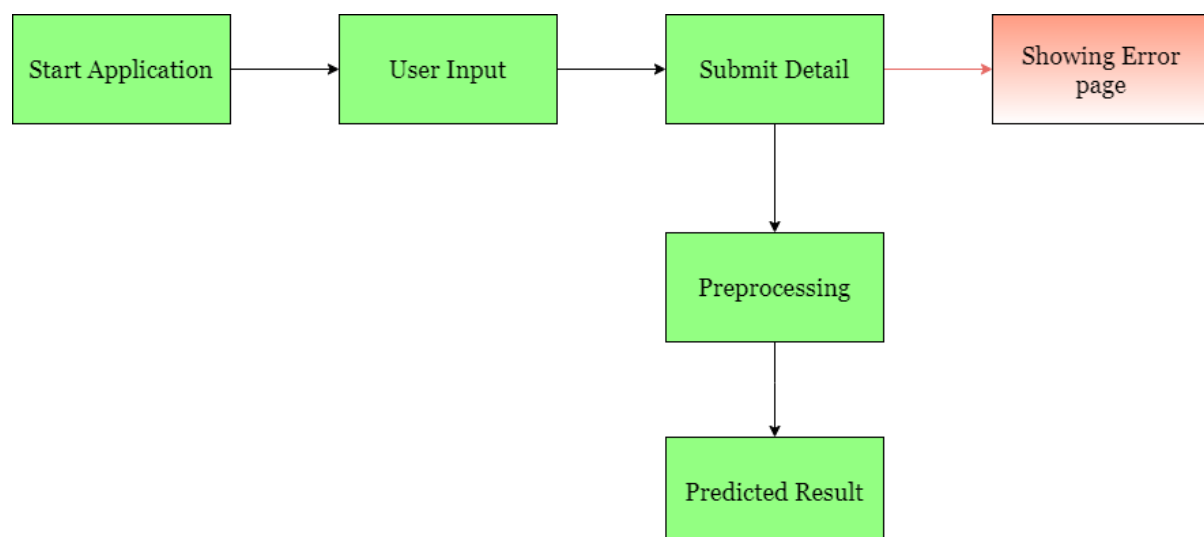 Start Application
User Input
Submit Detail
Showing Error
page
Preprocessing
Predicted Result